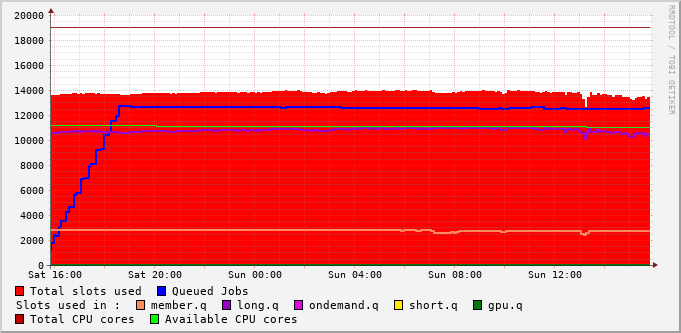 RRDTOOL / TOBI OETIKER
20000
18000
16000
14000
12000
10000
8000
6000
4000
2000
0
Sat 16:00 Sat 20:00 Sun 00:00 Sun 04:00 Sun 08:00 Sun 12:00
Total slots used Queued Jobs
Slots used in : member.q long.q ondemand.q short.q gpu.q
Total CPU cores Available CPU cores